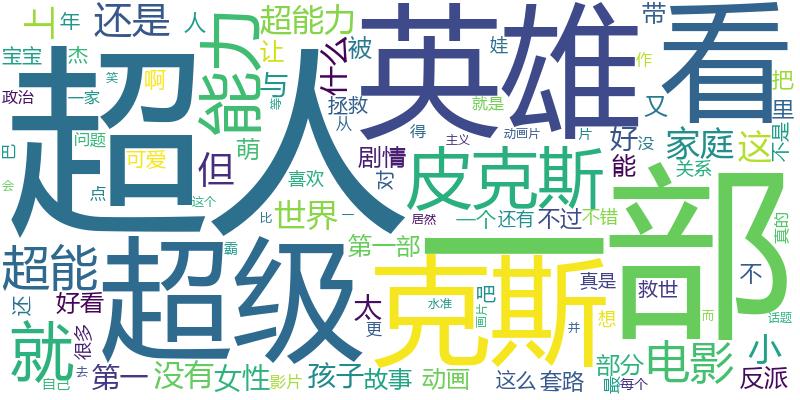 上
年
还是
人
超能力
能力
什么
被
娃
英雄
带
看
宝宝
杰
啊
让
与
作
把
政治
一家
笑
拯救
就是
又
里
超人
等
从
得
主义
动画片
片
好
没
不是
巴
问题
可爱
萌
但
剧情
能
家庭
这
会
点
喜欢
对
皮克斯
关系
这个
世界
比
一
居然
一个
还有
不过
不错
一部
真的
超能
超级
霸
第一部
克斯
真是
救世
不
还
好看
太
更
水准
吧
画片
并
想
而
话题
就
很多
去
自己
第一
没有
女性
影片
孩子
故事
动画
这么
套路
部分
最
每个
电影
小
反派